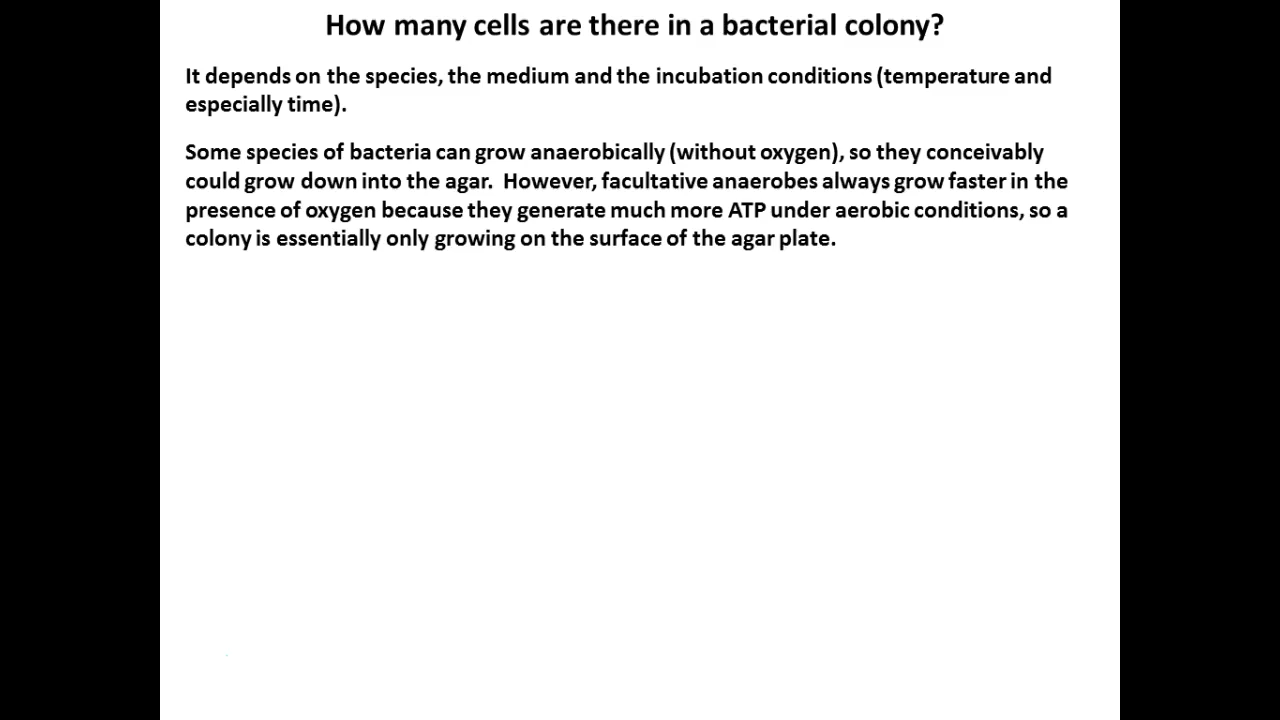 How many cells are there in a bacterial colony?
It depends on the species, the medium and the incubation conditions (temperature and
especially time).
Some species of bacteria can grow anaerobically (without oxygen), so they conceivably
could grow down into the agar.  However, facultative anaerobes always grow faster in the
presence of oxygen because they generate much more ATP under aerobic conditions, so a
colony is essentially only growing on the surface of the agar plate.